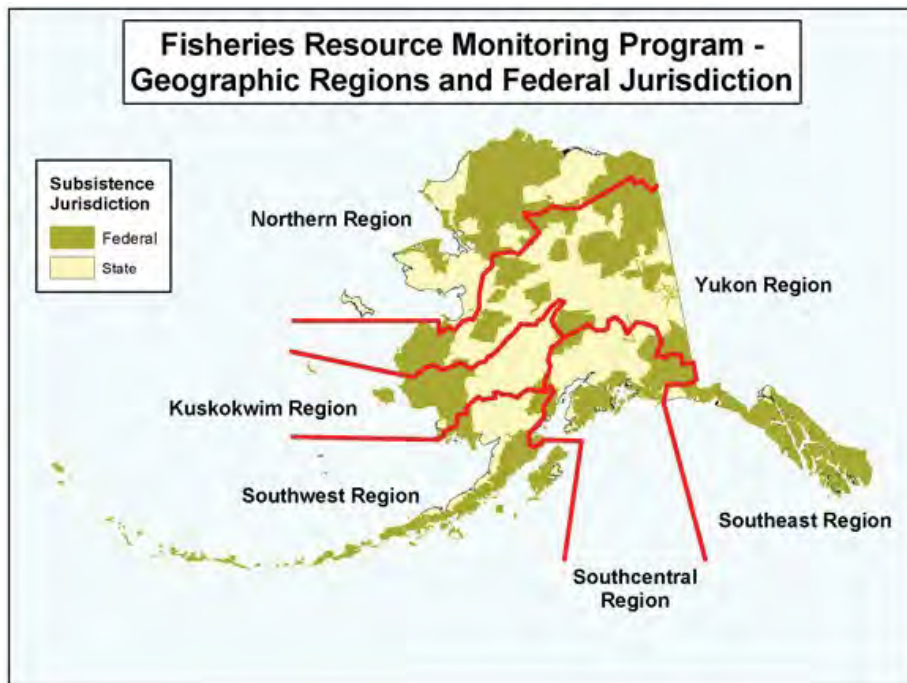 Fisheries Resource Monitoring Program -
Geographic Regions and Federal Jurisdiction
Subsistence
Jurisdiction
Federal
State
Northern Region
Yukon Region
Kuskokwim Region
Southwest Region
Southeast Region
Southcentral
Region